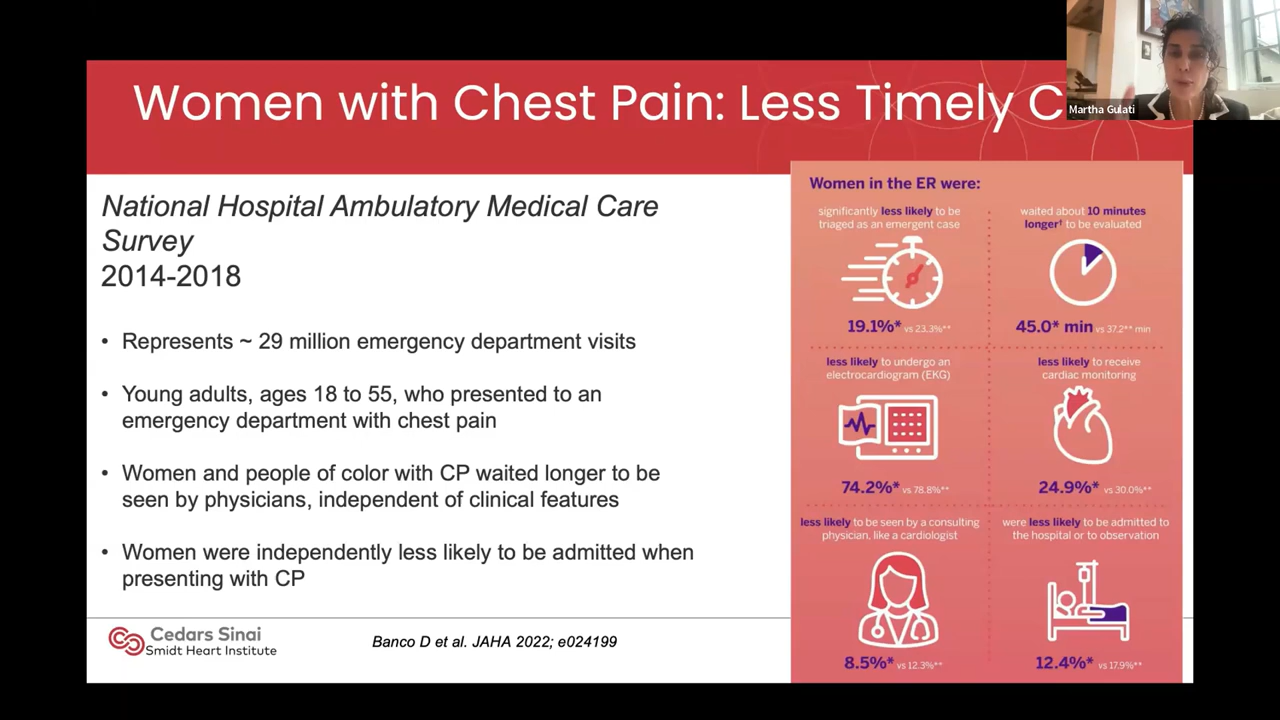 Women with Chest Pain: Less Timely C
Martha Gulati
National Hospital Ambulatory Medical Care
Survey
2014-2018
• Represents ~ 29 million emergency department visits
• Young adults, ages 18 to 55, who presented to an
emergency department with chest pain
• Women and people of color with CP waited longer to be
seen by physicians, independent of clinical features
• Women were independently less likely to be admitted when
presenting with CP
Women in the ER were:
significantly less likely to be
triaged as an emergent case
19.1%* vs 23.3%**
waited about 10 minutes
longer† to be evaluated
45.0* min vs 37.2** min
less likely to undergo an
electrocardiogram (EKG)
74.2%* vs 78.8%**
less likely to receive
cardiac monitoring
24.9%* vs 30.0%**
less likely to be seen by a consulting
physician, like a cardiologist
8.5%* vs 12.3%**
were less likely to be admitted to
the hospital or to observation
12.4%* vs 17.9%**
Cedars Sinai
Smidt Heart Institute
Banco D et al. JAHA 2022; e024199